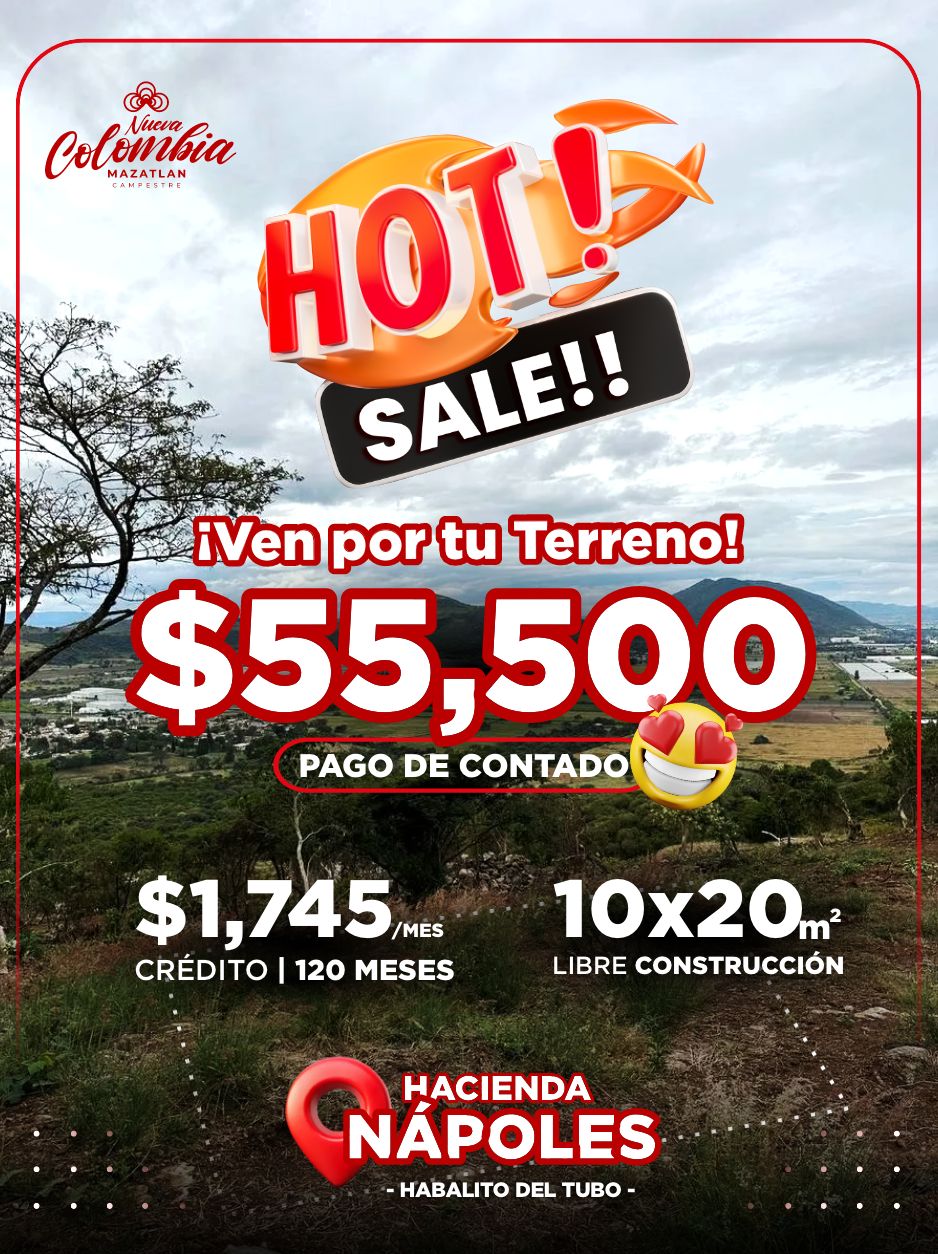 Nueva
Colombia
MAZATLAN
CAMPESTRE
HOT!
SALE!!
¡Ven por tu Terreno!
$55,500
PAGO DE CONTADO
$1,745/MES
CRÉDITO | 120 MESES
10x20m²
LIBRE CONSTRUCCIÓN
HACIENDA
NÁPOLES
- HABALITO DEL TUBO -